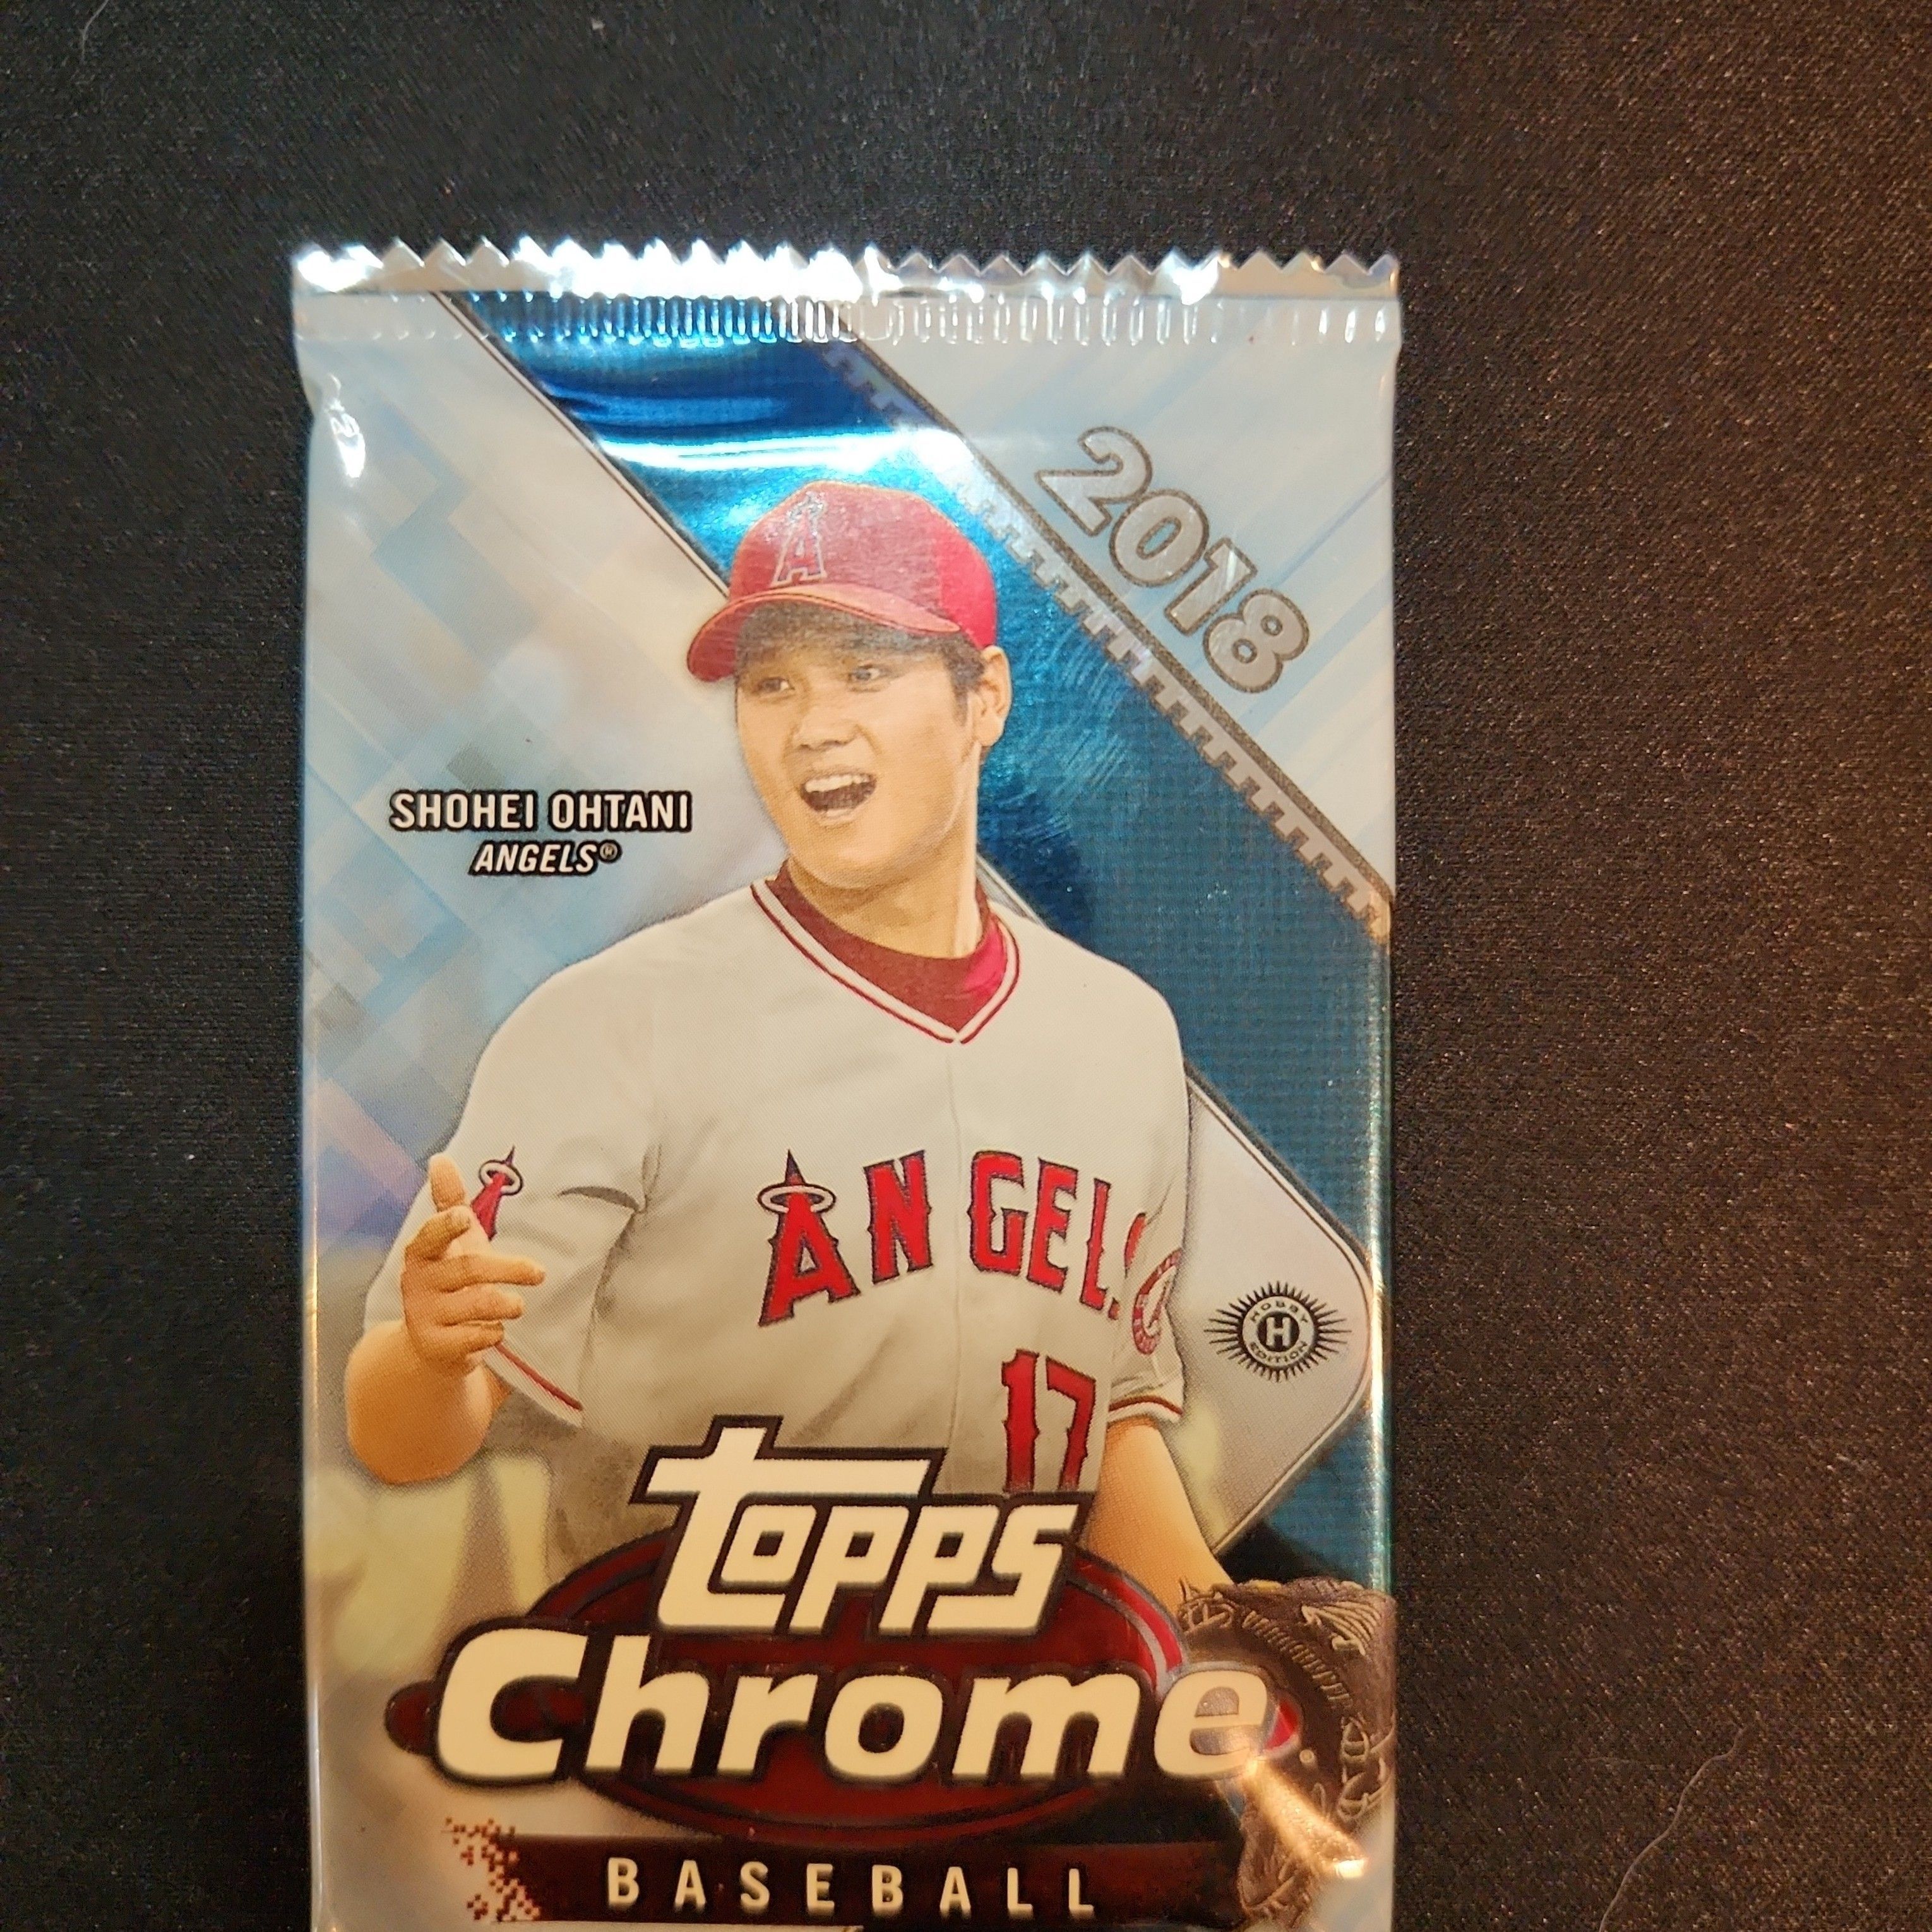 2018
SHOHEI OHTANI
ANGELS®
A
ANGELS
17
HOBBY
H
EDITION
topps
Chrome
BASEBALL